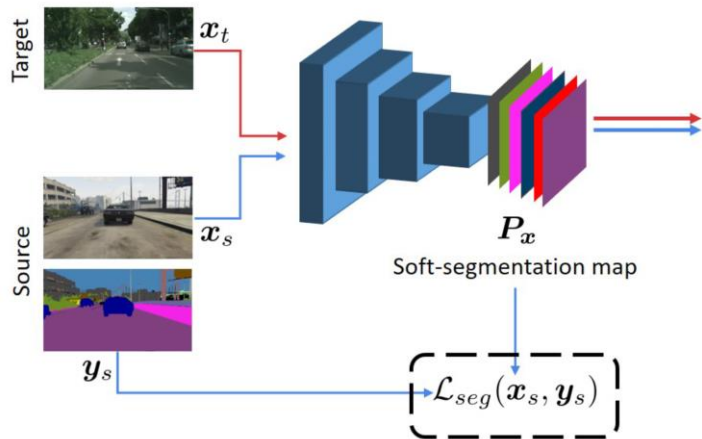 Target
x_t
Source
x_s
P_x
Soft-segmentation map
y_s
ℒ_seg(x_s, y_s)